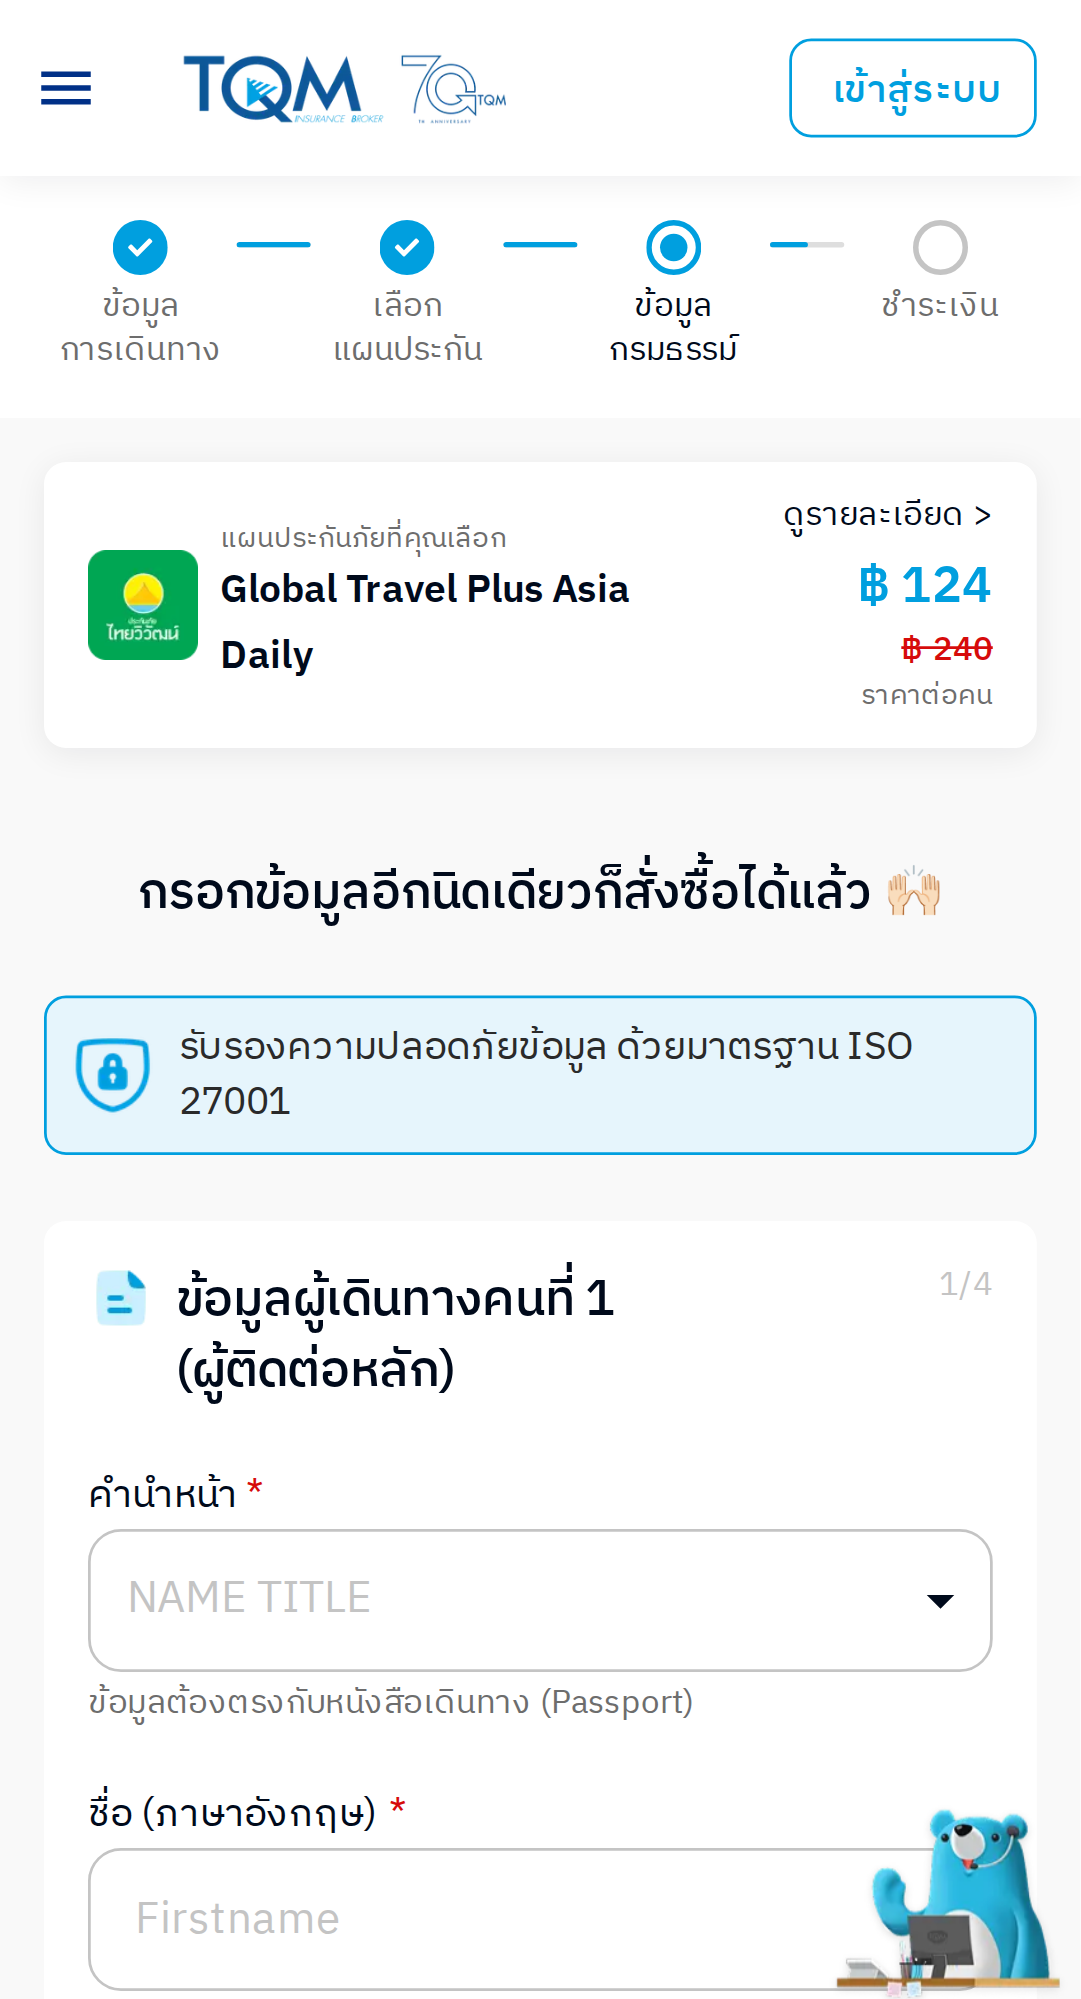 TQM
INSURANCE BROKER
70 TQM
TH ANNIVERSARY
เข้าสู่ระบบ
ข้อมูล
การเดินทาง
เลือก
แผนประกัน
ข้อมูล
กรมธรรม์
ชำระเงิน
ประกันภัย
ไทยวิวัฒน์
แผนประกันภัยที่คุณเลือก
Global Travel Plus Asia
Daily
ดูรายละเอียด >
฿ 124
฿ 240
ราคาต่อคน
กรอกข้อมูลอีกนิดเดียวก็สั่งซื้อได้แล้ว 🙌🏻
รับรองความปลอดภัยข้อมูล ด้วยมาตรฐาน ISO
27001
ข้อมูลผู้เดินทางคนที่ 1
(ผู้ติดต่อหลัก)
1/4
คำนำหน้า *
NAME TITLE
ข้อมูลต้องตรงกับหนังสือเดินทาง (Passport)
ชื่อ (ภาษาอังกฤษ) *
Firstname